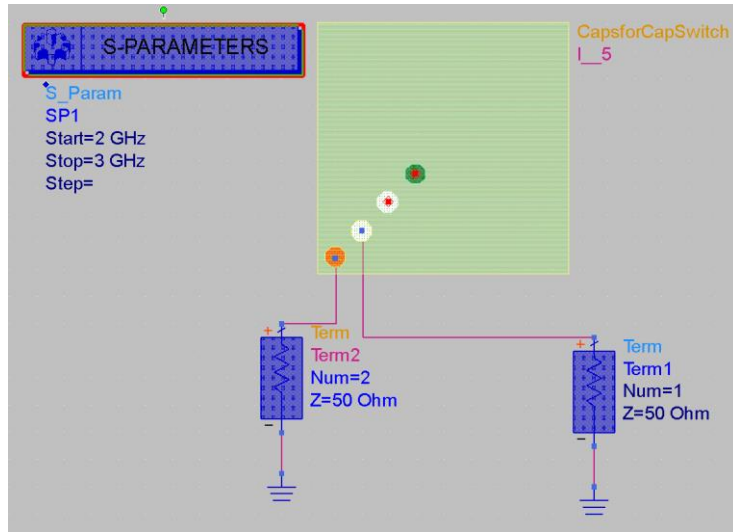 S-PARAMETERS
S_Param
SP1
Start=2 GHz
Stop=3 GHz
Step=
CapsforCapSwitch
I__5
+
Term
Term2
Num=2
Z=50 Ohm
-
+
Term
Term1
Num=1
Z=50 Ohm
-